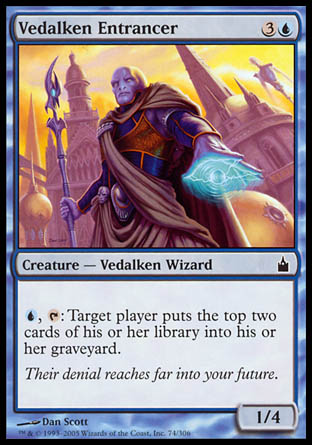 Vedalken Entrancer 3
Creature — Vedalken Wizard
, : Target player puts the top two
cards of his or her library into his or
her graveyard.
Their denial reaches far into your future.
Dan Scott
™ & © 1993–2005 Wizards of the Coast, Inc. 74/306
1/4